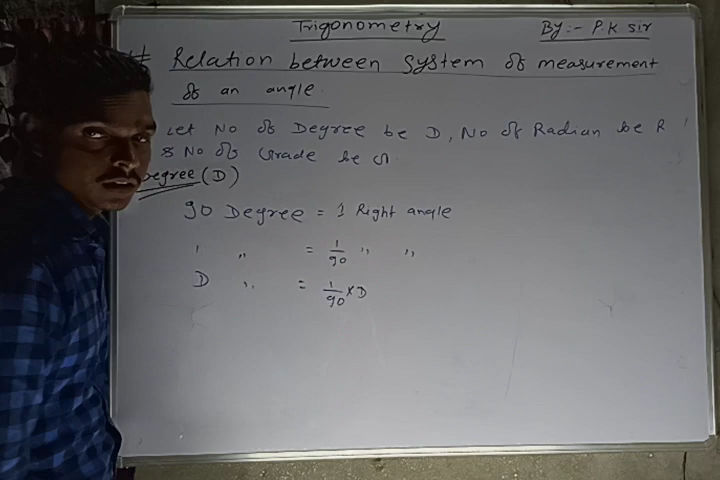 Trigonometry By:- P.K sir
# Relation between System of measurement
of an angle.
Let No of Degree be D, No of Radian be R
& No of Grade be G
Degree (D)
90 Degree = 1 Right angle
1 " = 1/90 " "
D " = 1/90 × D